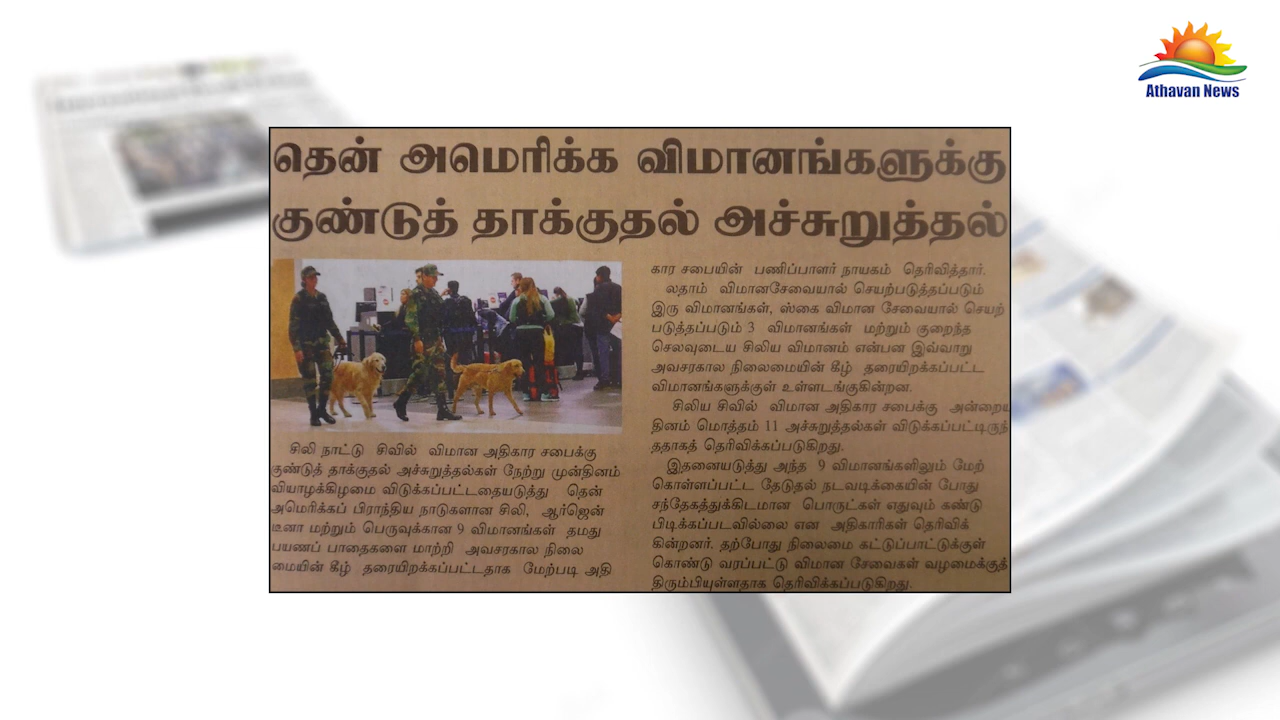 Athavan News
தென் அமெரிக்க விமானங்களுக்கு
குண்டுத் தாக்குதல் அச்சுறுத்தல்
சிலி நாட்டு சிவில் விமான அதிகார சபைக்கு
குண்டுத் தாக்குதல் அச்சுறுத்தல்கள் நேற்று முன்தினம்
வியாழக்கிழமை விடுக்கப்பட்டதையடுத்து தென்
அமெரிக்கப் பிராந்திய நாடுகளான சிலி, ஆர்ஜென்
டீனா மற்றும் பெருவுக்கான 9 விமானங்கள் தமது
பயணப் பாதைகளை மாற்றி அவசரகால நிலை
மையின் கீழ் தரையிறக்கப்பட்டதாக மேற்படி அதி
கார சபையின் பணிப்பாளர் நாயகம் தெரிவித்தார்.
லதாம் விமானசேவையால் செயற்படுத்தப்படும்
இரு விமானங்கள், ஸ்கை விமான சேவையால் செயற்
படுத்தப்படும் 3 விமானங்கள் மற்றும் குறைந்த
செலவுடைய சிலிய விமானம் என்பன இவ்வாறு
அவசரகால நிலைமையின் கீழ் தரையிறக்கப்பட்ட
விமானங்களுக்குள் உள்ளடங்குகின்றன.
சிலிய சிவில் விமான அதிகார சபைக்கு அன்றைய
தினம் மொத்தம் 11 அச்சுறுத்தல்கள் விடுக்கப்பட்டிருந்
ததாகத் தெரிவிக்கப்படுகிறது.
இதனையடுத்து அந்த 9 விமானங்களிலும் மேற்
கொள்ளப்பட்ட தேடுதல் நடவடிக்கையின் போது
சந்தேகத்துக்கிடமான பொருட்கள் எதுவும் கண்டு
பிடிக்கப்படவில்லை என அதிகாரிகள் தெரிவிக்
கின்றனர். தற்போது நிலைமை கட்டுப்பாட்டுக்குள்
கொண்டு வரப்பட்டு விமான சேவைகள் வழமைக்குத்
திரும்பியுள்ளதாக தெரிவிக்கப்படுகிறது.